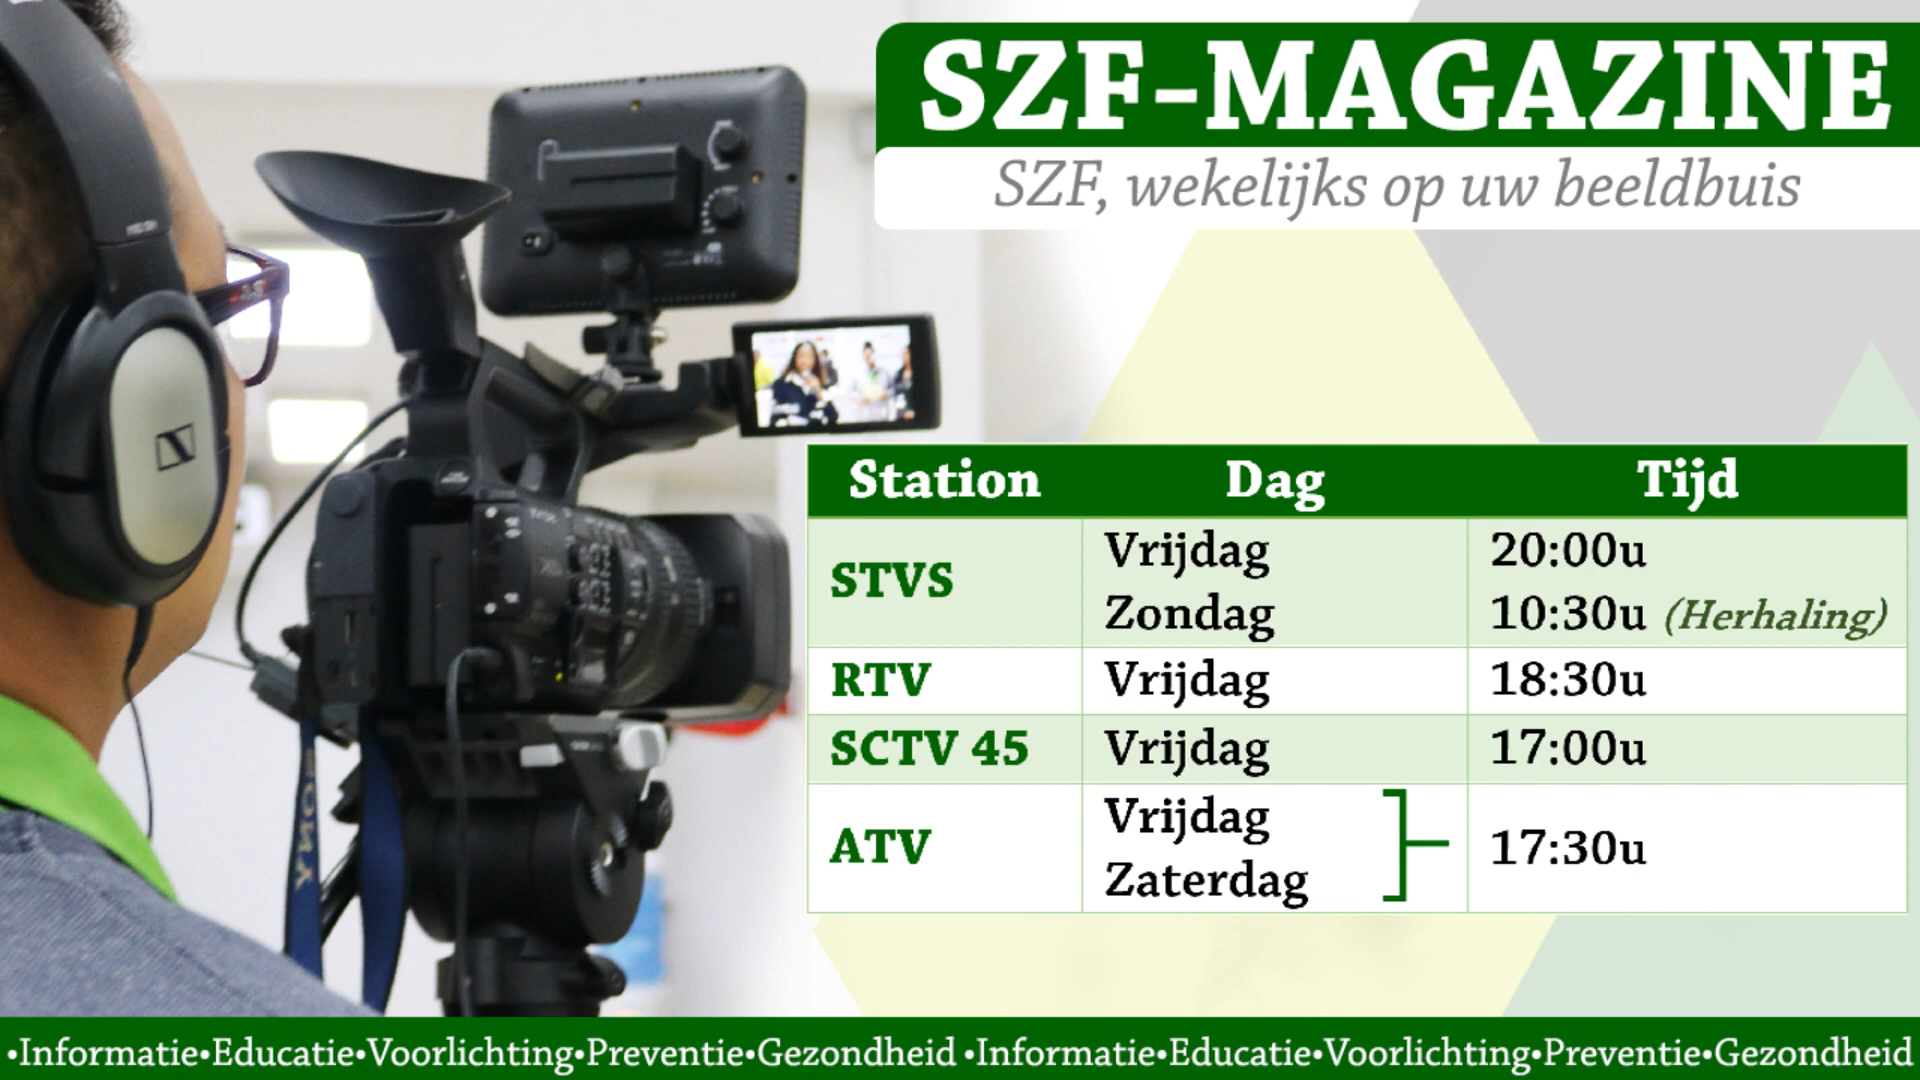 SZF-MAGAZINE
SZF, wekelijks op uw beeldbuis
Station Dag Tijd
STVS Vrijdag 20:00u
Zondag 10:30u (Herhaling)
RTV Vrijdag 18:30u
SCTV 45 Vrijdag 17:00u
ATV Vrijdag 17:30u
Zaterdag
SONY
•Informatie•Educatie•Voorlichting•Preventie•Gezondheid •Informatie•Educatie•Voorlichting•Preventie•Gezondheid